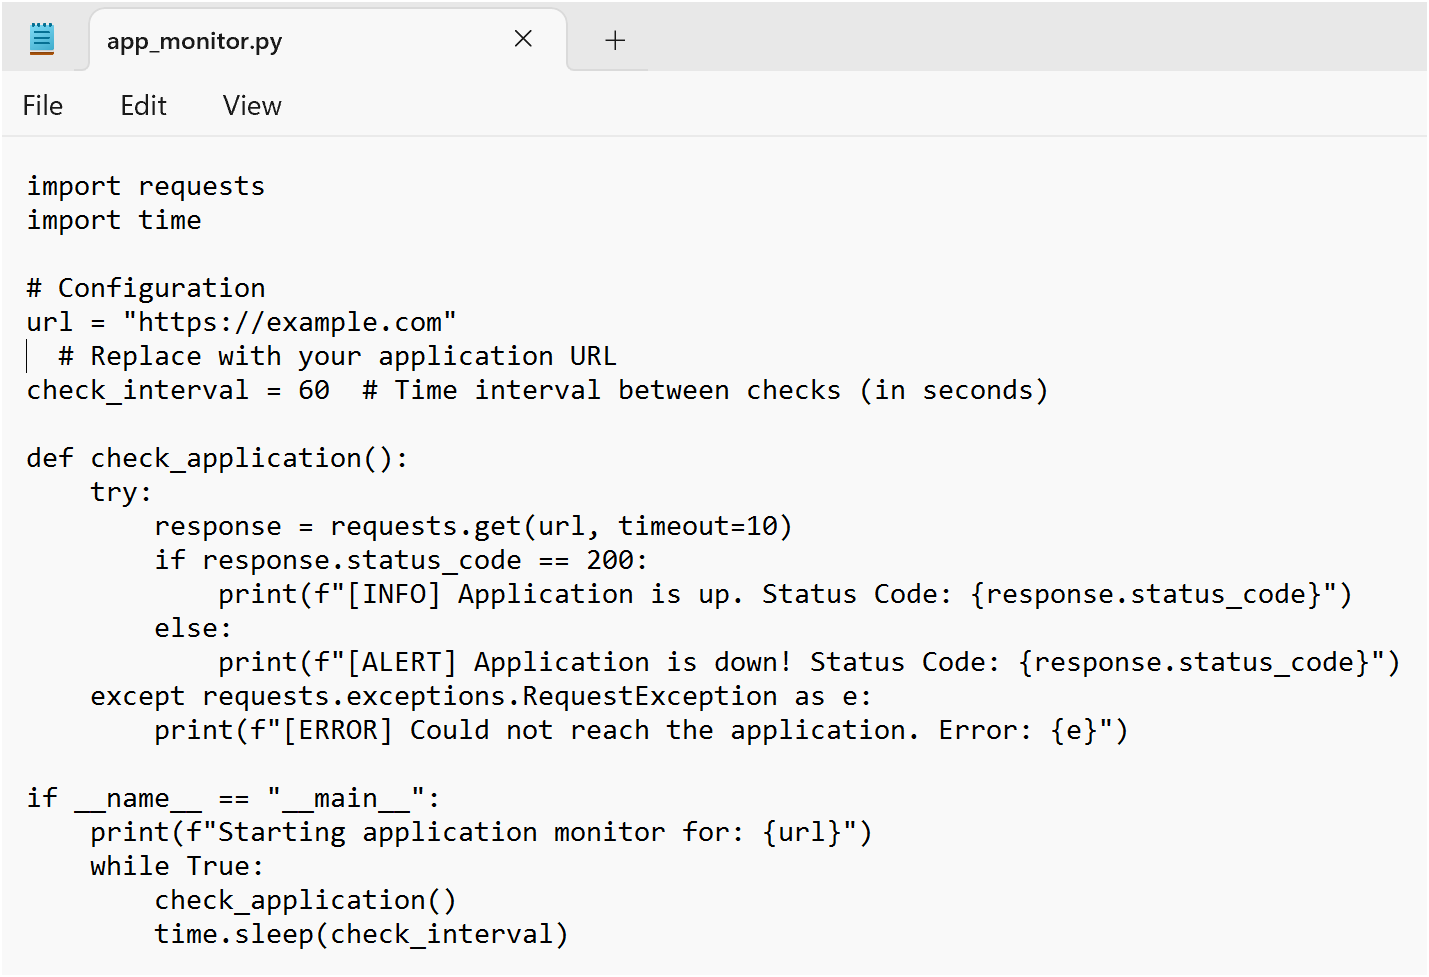 app_monitor.py
File Edit View
import requests
import time

# Configuration
url = "https://example.com"
  # Replace with your application URL
check_interval = 60  # Time interval between checks (in seconds)

def check_application():
    try:
        response = requests.get(url, timeout=10)
        if response.status_code == 200:
            print(f"[INFO] Application is up. Status Code: {response.status_code}")
        else:
            print(f"[ALERT] Application is down! Status Code: {response.status_code}")
    except requests.exceptions.RequestException as e:
        print(f"[ERROR] Could not reach the application. Error: {e}")

if __name__ == "__main__":
    print(f"Starting application monitor for: {url}")
    while True:
        check_application()
        time.sleep(check_interval)